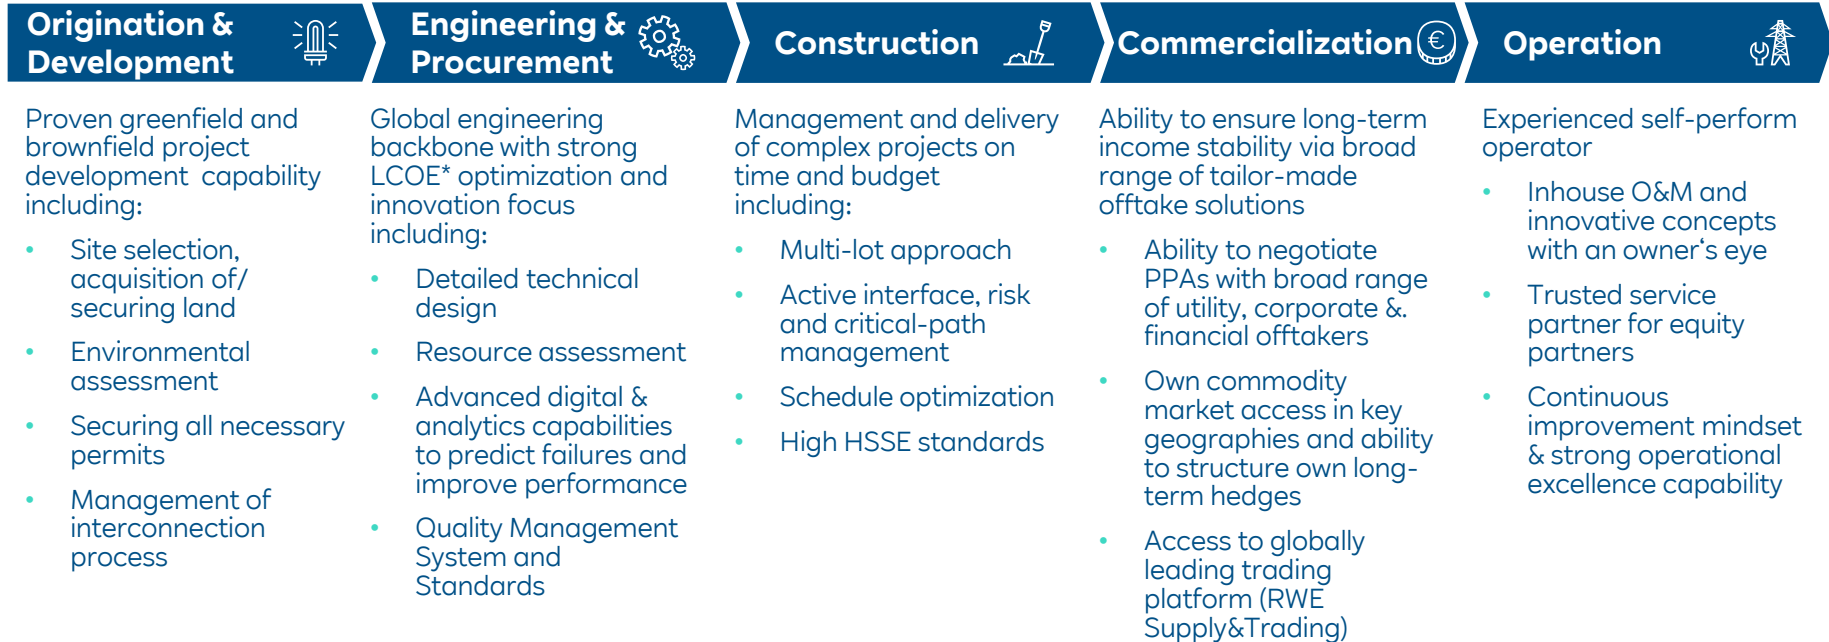 Origination &
Development
Engineering &
Procurement
Construction
Commercialization
€
Operation
Proven greenfield and
brownfield project
development capability
including:
• Site selection,
acquisition of/
securing land
• Environmental
assessment
• Securing all necessary
permits
• Management of
interconnection
process
Global engineering
backbone with strong
LCOE* optimization and
innovation focus
including:
• Detailed technical
design
• Resource assessment
• Advanced digital &
analytics capabilities
to predict failures and
improve performance
• Quality Management
System and
Standards
Management and delivery
of complex projects on
time and budget
including:
• Multi-lot approach
• Active interface, risk
and critical-path
management
• Schedule optimization
• High HSSE standards
Ability to ensure long-term
income stability via broad
range of tailor-made
offtake solutions
• Ability to negotiate
PPAs with broad range
of utility, corporate &.
financial offtakers
• Own commodity
market access in key
geographies and ability
to structure own long-
term hedges
• Access to globally
leading trading
platform (RWE
Supply&Trading)
Experienced self-perform
operator
• Inhouse O&M and
innovative concepts
with an owner‘s eye
• Trusted service
partner for equity
partners
• Continuous
improvement mindset
& strong operational
excellence capability